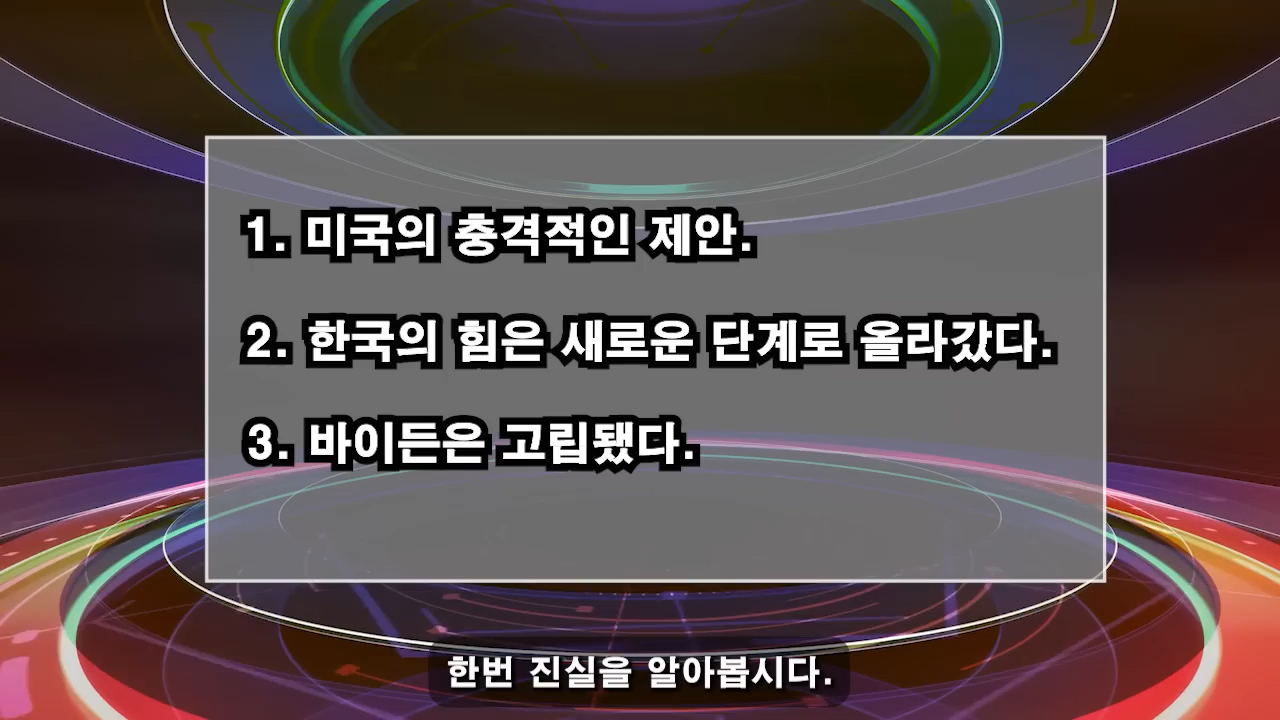 1. 미국의 충격적인 제안.
2. 한국의 힘은 새로운 단계로 올라갔다.
3. 바이든은 고립됐다.
한번 진실을 알아봅시다.